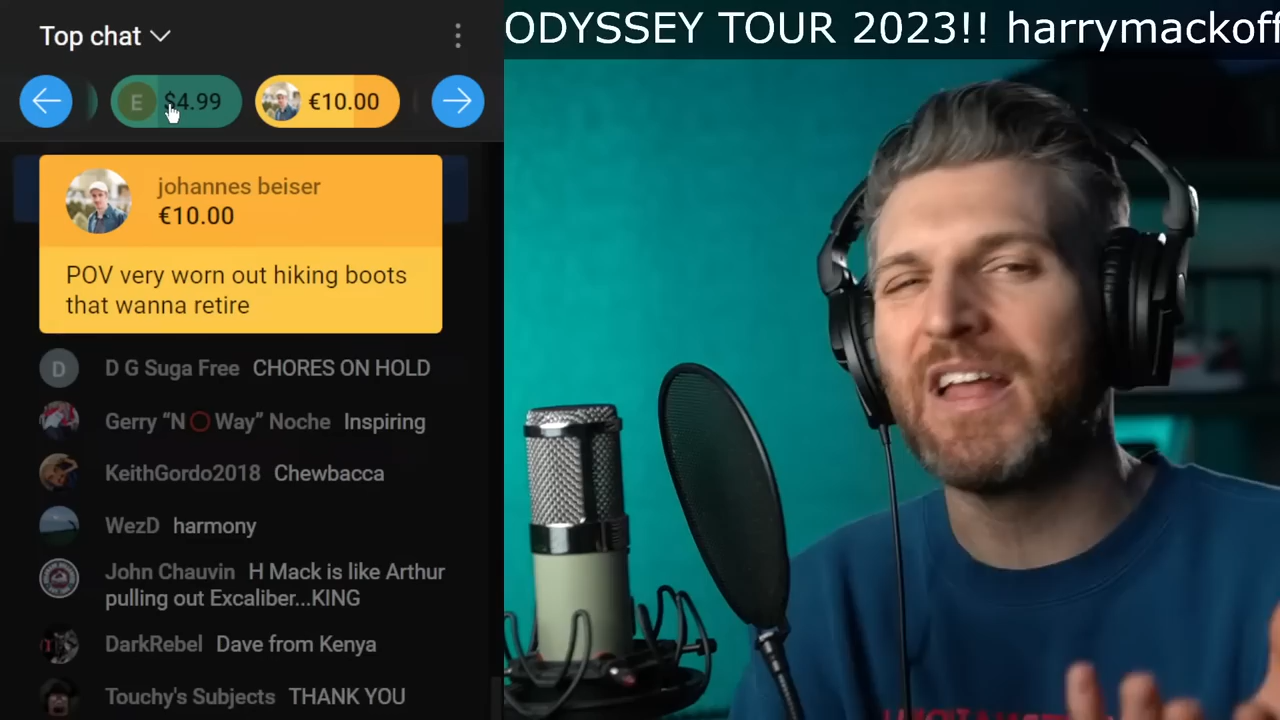 Top chat
ODYSSEY TOUR 2023!! harrymackoff
E $4.99
€10.00
johannes beiser
€10.00
POV very worn out hiking boots
that wanna retire
D
D G Suga Free CHORES ON HOLD
Gerry “N⭕Way” Noche Inspiring
KeithGordo2018 Chewbacca
WezD harmony
John Chauvin H Mack is like Arthur
pulling out Excaliber...KING
DarkRebel Dave from Kenya
Touchy's Subjects THANK YOU